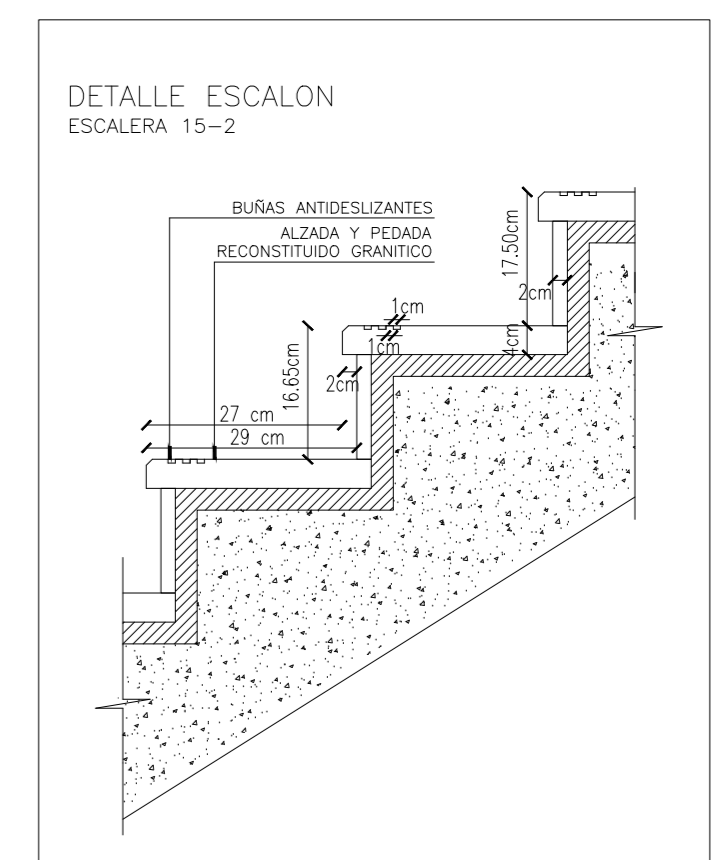 DETALLE ESCALON
ESCALERA 15-2
BUÑAS ANTIDESLIZANTES
ALZADA Y PEDADA
RECONSTITUIDO GRANITICO
17.50cm
2cm
1cm
1cm
4cm
16.65cm
2cm
27 cm
29 cm